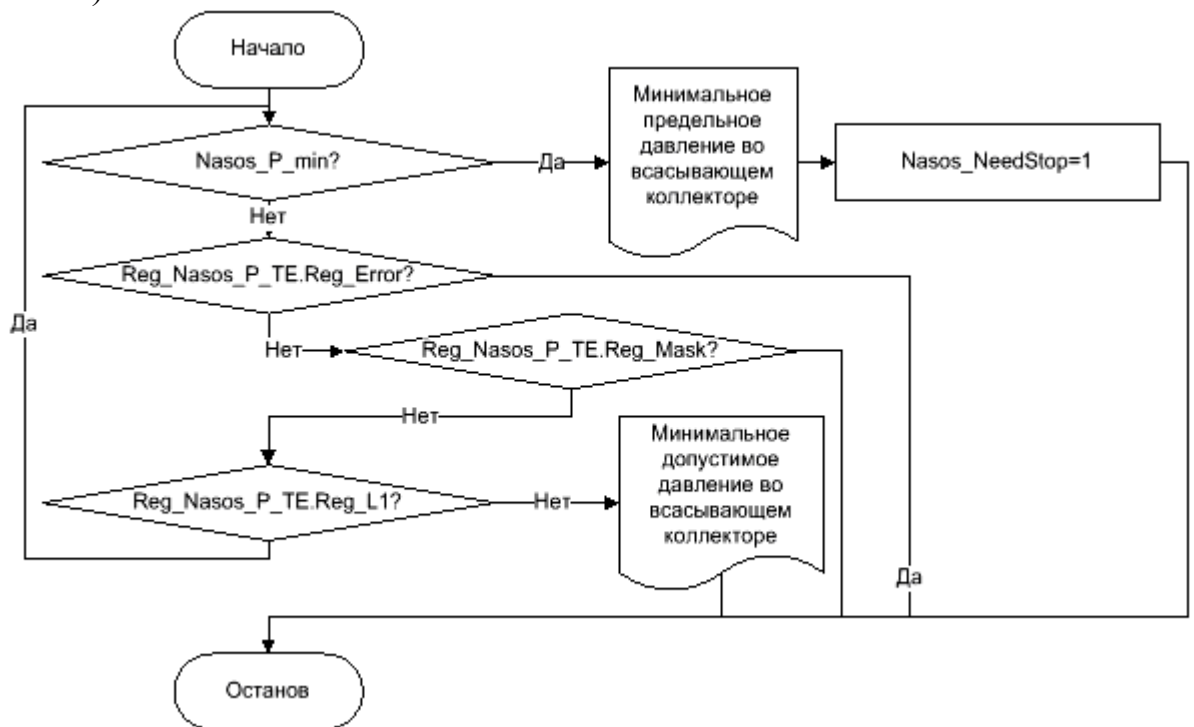 )
Начало
Nasos_P_min?
Да
Минимальное
предельное
давление во
всасывающем
коллекторе
Nasos_NeedStop=1
Нет
Reg_Nasos_P_TE.Reg_Error?
Да
Нет
Reg_Nasos_P_TE.Reg_Mask?
Нет
Минимальное
допустимое
давление во
всасывающем
коллекторе
Reg_Nasos_P_TE.Reg_L1?
Нет
Да
Останов